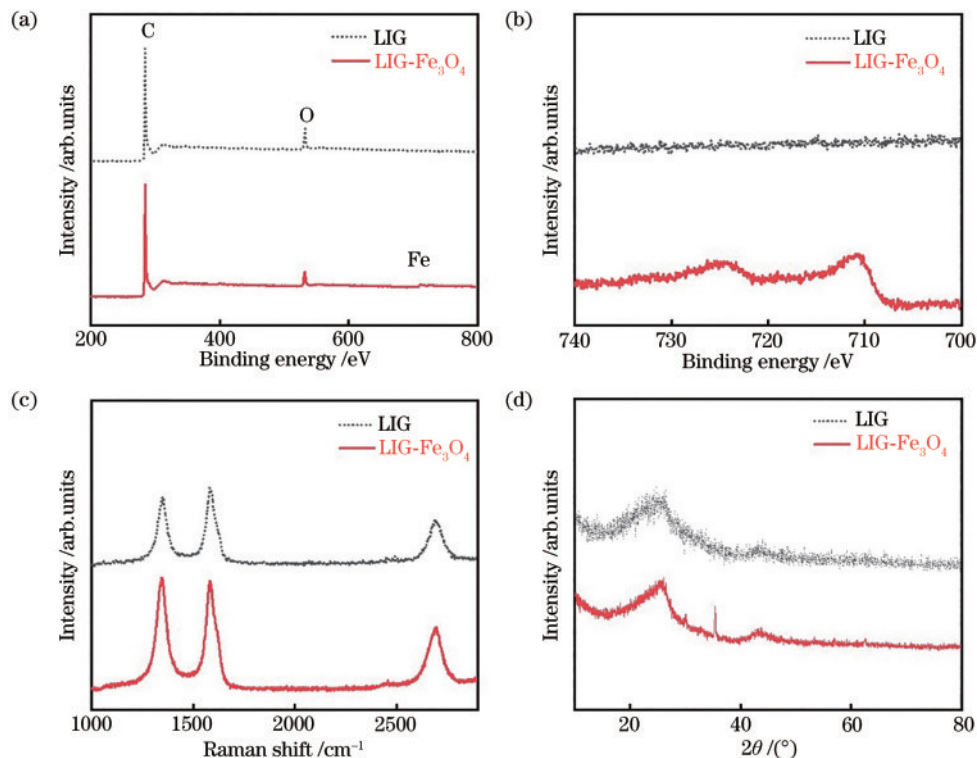 (a)
C
LIG
LIG-Fe₃O₄
O
Fe
Intensity /arb.units
200
400
600
800
Binding energy /eV
(b)
LIG
LIG-Fe₃O₄
Intensity /arb.units
740
730
720
710
700
Binding energy /eV
(c)
LIG
LIG-Fe₃O₄
Intensity /arb.units
1000
1500
2000
2500
Raman shift /cm⁻¹
(d)
LIG
LIG-Fe₃O₄
Intensity /arb.units
20
40
60
80
2θ /(°)